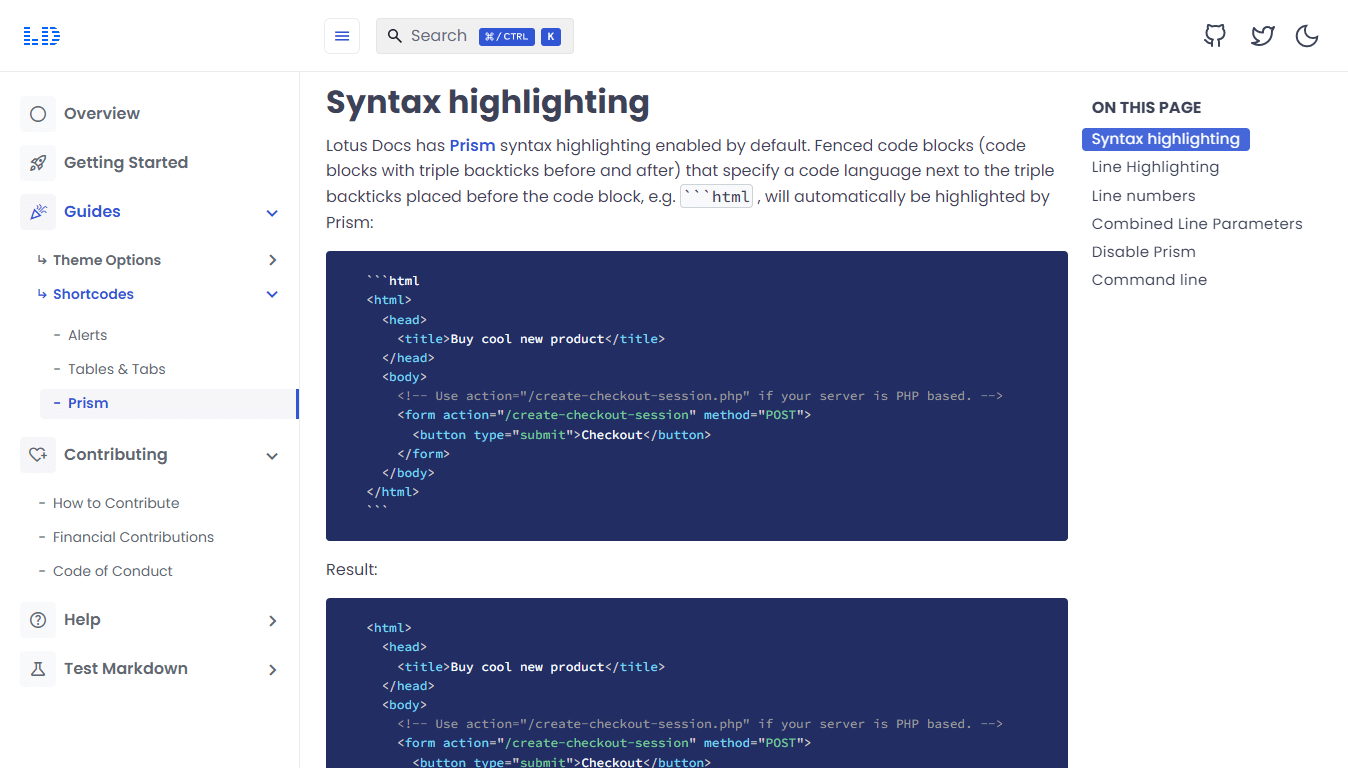 LD
Search ⌘ / CTRL K
Overview
Getting Started
Guides
↳ Theme Options
↳ Shortcodes
- Alerts
- Tables & Tabs
- Prism
Contributing
- How to Contribute
- Financial Contributions
- Code of Conduct
Help
Test Markdown
Syntax highlighting
Lotus Docs has Prism syntax highlighting enabled by default. Fenced code blocks (code
blocks with triple backticks before and after) that specify a code language next to the triple
backticks placed before the code block, e.g. ```html , will automatically be highlighted by
Prism:
```html
<html>
  <head>
    <title>Buy cool new product</title>
  </head>
  <body>
    <!-- Use action="/create-checkout-session.php" if your server is PHP based. -->
    <form action="/create-checkout-session" method="POST">
      <button type="submit">Checkout</button>
    </form>
  </body>
</html>
```
Result:
<html>
  <head>
    <title>Buy cool new product</title>
  </head>
  <body>
    <!-- Use action="/create-checkout-session.php" if your server is PHP based. -->
    <form action="/create-checkout-session" method="POST">
      <button type="submit">Checkout</button>
ON THIS PAGE
Syntax highlighting
Line Highlighting
Line numbers
Combined Line Parameters
Disable Prism
Command line